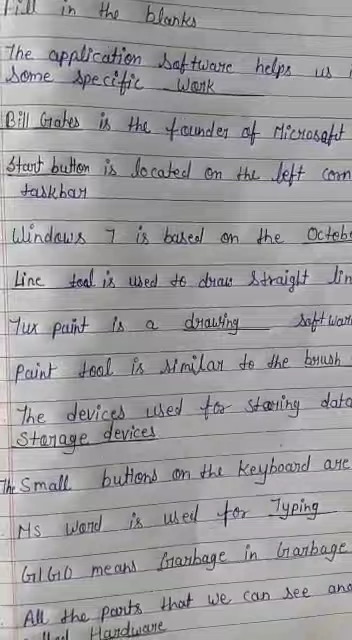 Fill in the blanks
The application software helps us
some specific work
Bill Gates is the founder of Microsoft
Start button is located on the left corn
taskbar
Windows 7 is based on the Octob
Line tool is used to draw straight lin
Tux paint is a drawing softwar
Paint tool is similar to the brush
The devices used for storing data
Storage devices
The Small buttons on the Keyboard are
MS Word is used for Typing
GIGO means Garbage in Garbage
All the parts that we can see and
Hardware